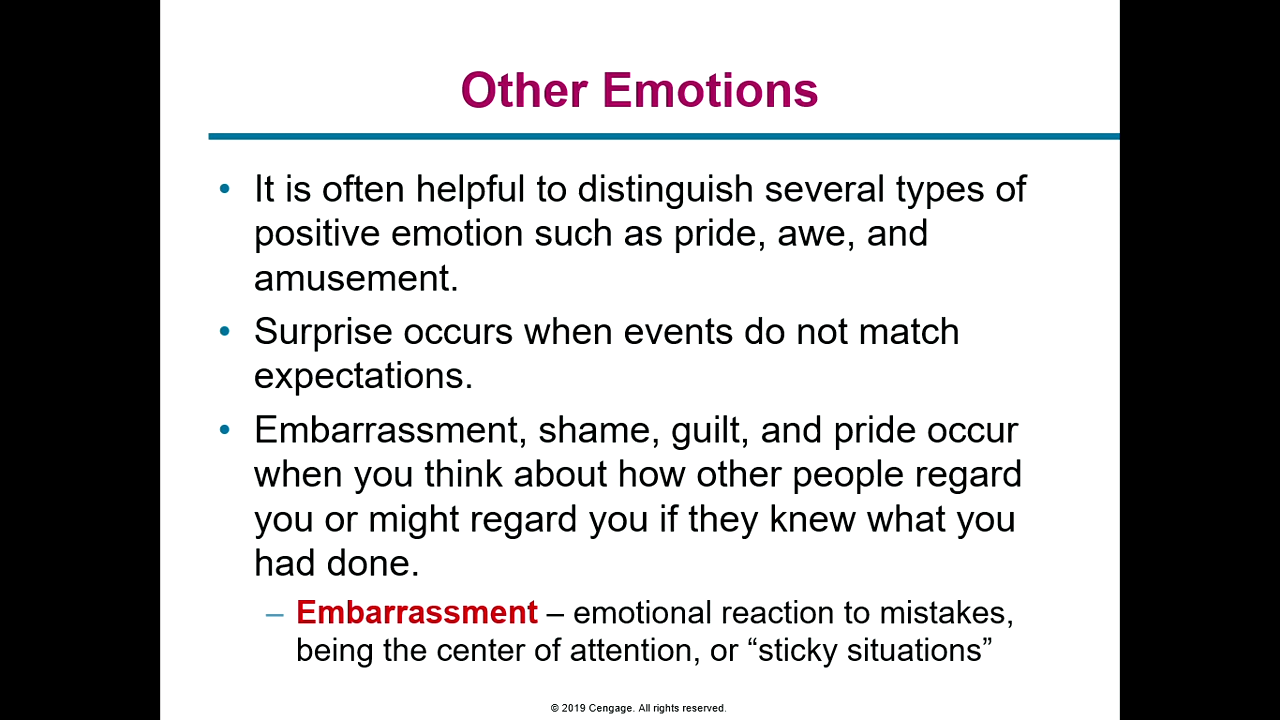 Other Emotions
• It is often helpful to distinguish several types of
positive emotion such as pride, awe, and
amusement.
• Surprise occurs when events do not match
expectations.
• Embarrassment, shame, guilt, and pride occur
when you think about how other people regard
you or might regard you if they knew what you
had done.
– Embarrassment – emotional reaction to mistakes,
being the center of attention, or “sticky situations”
© 2019 Cengage. All rights reserved.